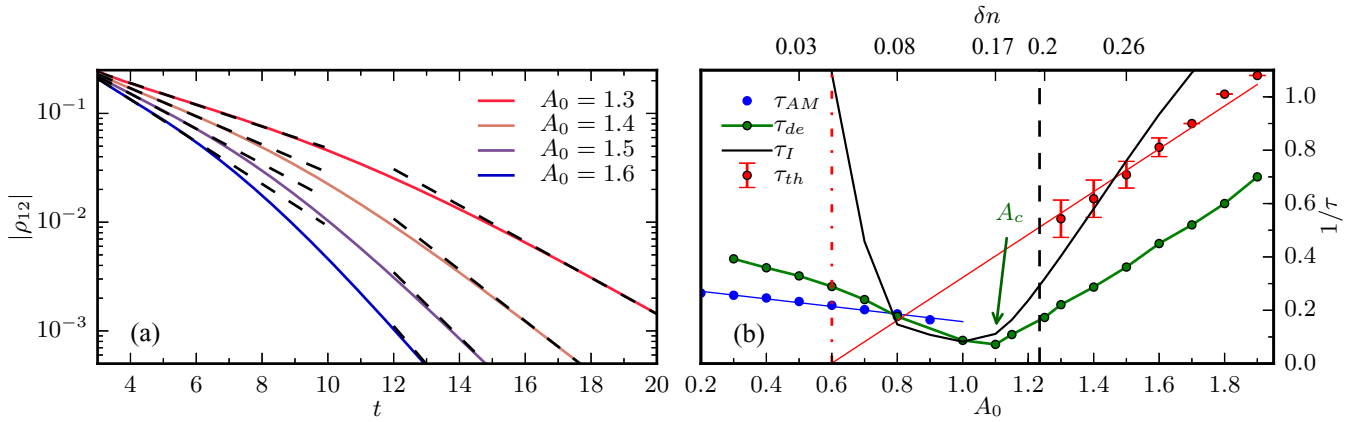 δn
0.03 0.08 0.17 0.2 0.26
10⁻¹
10⁻²
10⁻³
|ρ₁₂|
A₀ = 1.3
A₀ = 1.4
A₀ = 1.5
A₀ = 1.6
(a)
4 6 8 10 12 14 16 18 20
t
τ_AM
τ_de
τ_I
τ_th
A_c
(b)
1.0
0.8
0.6
0.4
0.2
0.0
1/τ
0.2 0.4 0.6 0.8 1.0 1.2 1.4 1.6 1.8
A₀